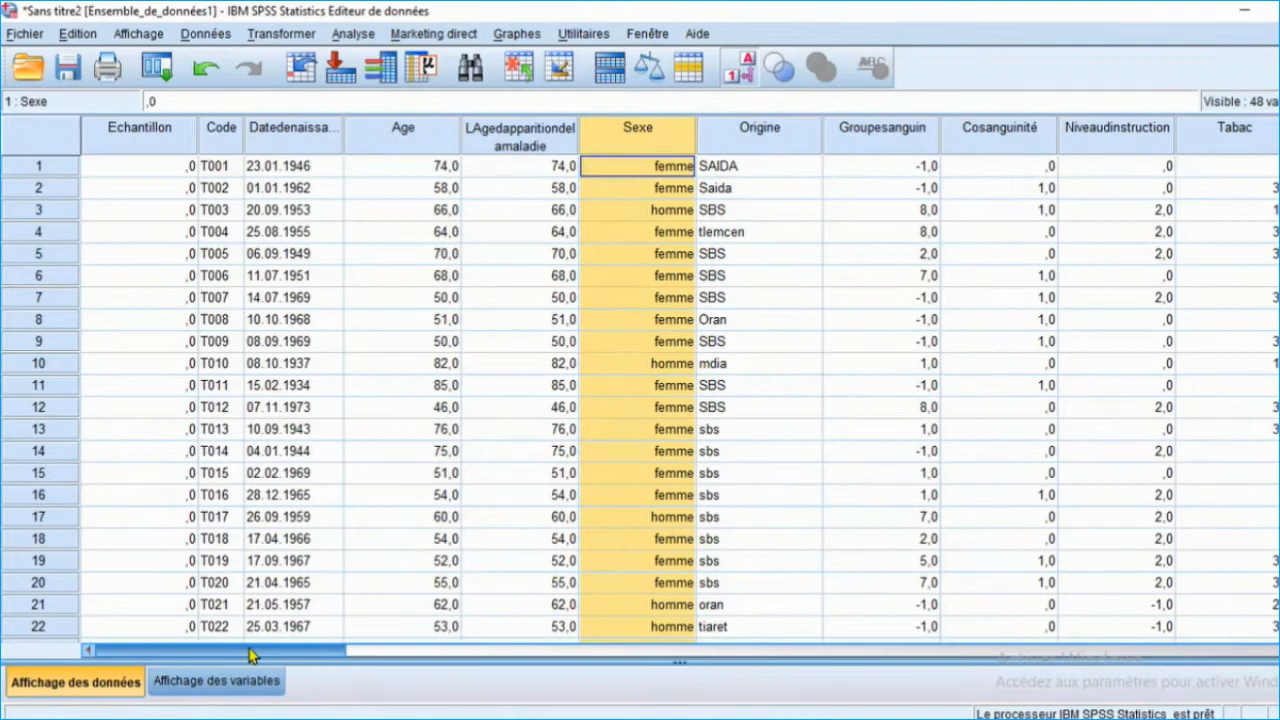 *Sans titre2 [Ensemble_de_données1] - IBM SPSS Statistics Editeur de données
Fichier Edition Affichage Données Transformer Analyse Marketing direct Graphes Utilitaires Fenêtre Aide
1 : Sexe ,0 Visible : 48 va
Echantillon Code Datedenaissa... Age LAgedapparitiondel amaladie Sexe Origine Groupesanguin Cosanguinité Niveaudinstruction Tabac
1 ,0 T001 23.01.1946 74,0 74,0 femme SAIDA -1,0 ,0 ,0
2 ,0 T002 01.01.1962 58,0 58,0 femme Saida -1,0 1,0 ,0 3
3 ,0 T003 20.09.1953 66,0 66,0 homme SBS 8,0 1,0 2,0 1
4 ,0 T004 25.08.1955 64,0 64,0 femme tlemcen 8,0 ,0 2,0 3
5 ,0 T005 06.09.1949 70,0 70,0 femme SBS 2,0 ,0 2,0 3
6 ,0 T006 11.07.1951 68,0 68,0 femme SBS 7,0 1,0 ,0
7 ,0 T007 14.07.1969 50,0 50,0 femme SBS -1,0 1,0 2,0 3
8 ,0 T008 10.10.1968 51,0 51,0 femme Oran -1,0 1,0 ,0
9 ,0 T009 08.09.1969 50,0 50,0 femme SBS -1,0 1,0 ,0 3
10 ,0 T010 08.10.1937 82,0 82,0 homme mdia 1,0 ,0 ,0 1
11 ,0 T011 15.02.1934 85,0 85,0 femme SBS -1,0 1,0 ,0
12 ,0 T012 07.11.1973 46,0 46,0 femme SBS 8,0 ,0 2,0 3
13 ,0 T013 10.09.1943 76,0 76,0 femme sbs 1,0 ,0 ,0 3
14 ,0 T014 04.01.1944 75,0 75,0 femme sbs -1,0 ,0 2,0
15 ,0 T015 02.02.1969 51,0 51,0 femme sbs 1,0 ,0 ,0
16 ,0 T016 28.12.1965 54,0 54,0 femme sbs 1,0 1,0 2,0
17 ,0 T017 26.09.1959 60,0 60,0 homme sbs 7,0 ,0 2,0
18 ,0 T018 17.04.1966 54,0 54,0 femme sbs 2,0 ,0 2,0
19 ,0 T019 17.09.1967 52,0 52,0 femme sbs 5,0 1,0 2,0 3
20 ,0 T020 21.04.1965 55,0 55,0 femme sbs 7,0 1,0 2,0 3
21 ,0 T021 21.05.1957 62,0 62,0 homme oran -1,0 ,0 -1,0 2
22 ,0 T022 25.03.1967 53,0 53,0 homme tiaret -1,0 ,0 -1,0 3
Affichage des données Affichage des variables
Accédez aux paramètres pour activer Wind
Le processeur IBM SPSS Statistics est prêt